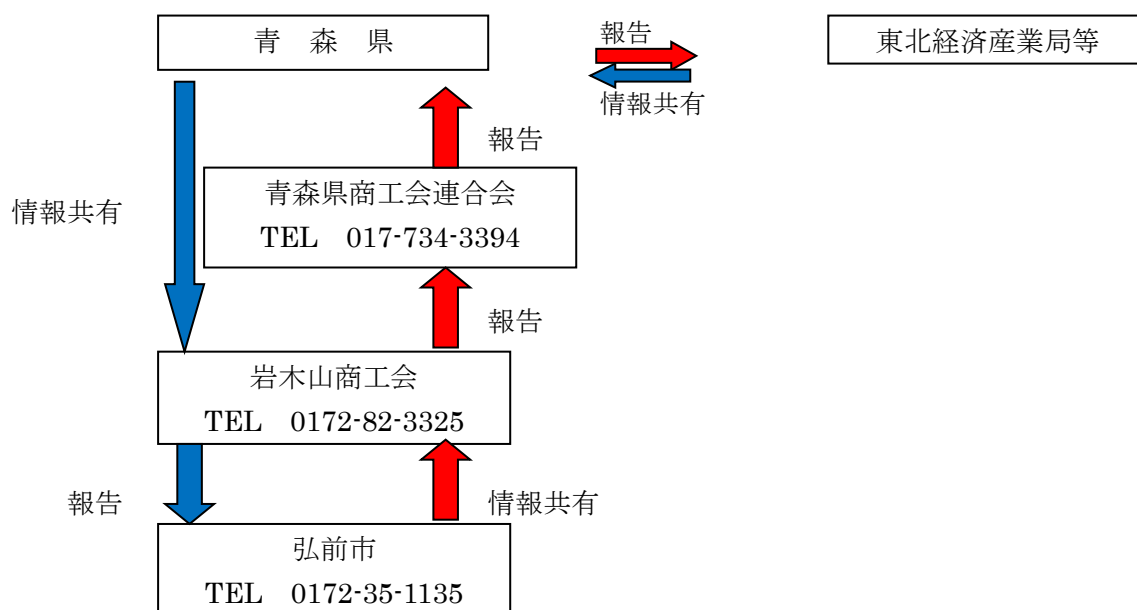 青　森　県
報告
東北経済産業局等
情報共有
報告
青森県商工会連合会
情報共有
TEL　017-734-3394
報告
岩木山商工会
TEL　0172-82-3325
報告
情報共有
弘前市
TEL　0172-35-1135